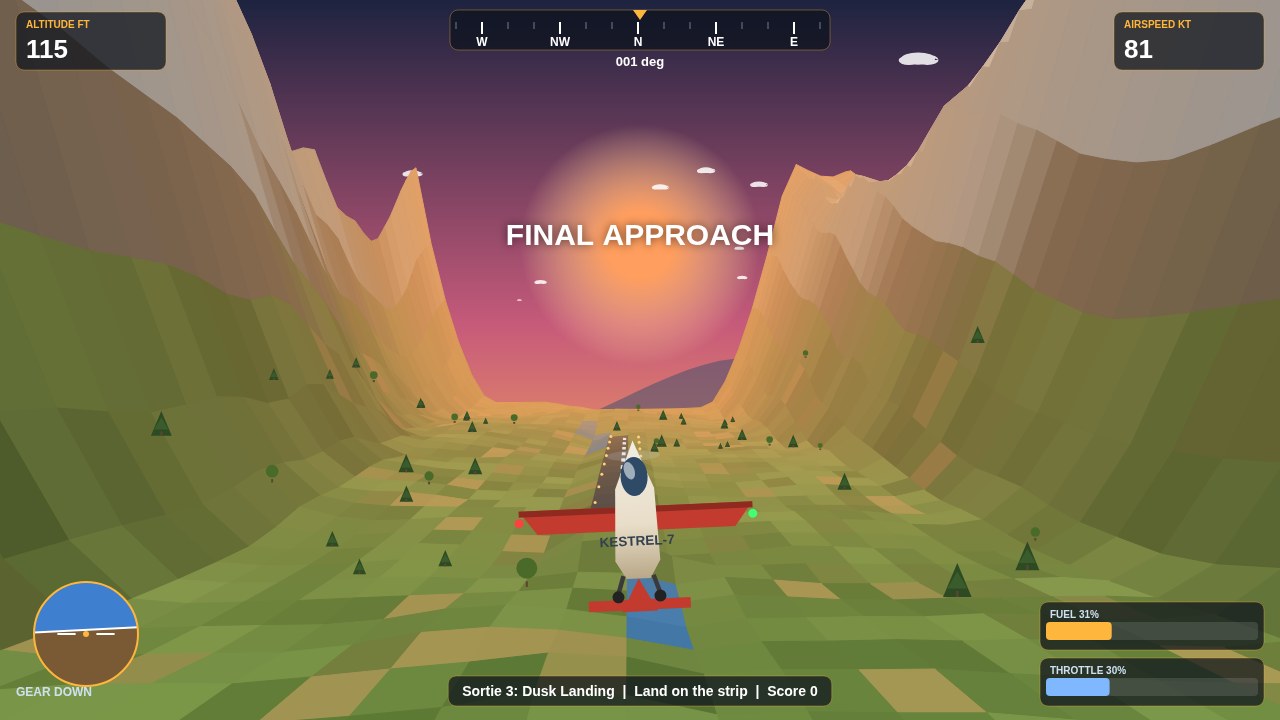 ALTITUDE FT
115
W NW N NE E
001 deg
AIRSPEED KT
81
FINAL APPROACH
KESTREL-7
GEAR DOWN
FUEL 31%
THROTTLE 30%
Sortie 3: Dusk Landing | Land on the strip | Score 0